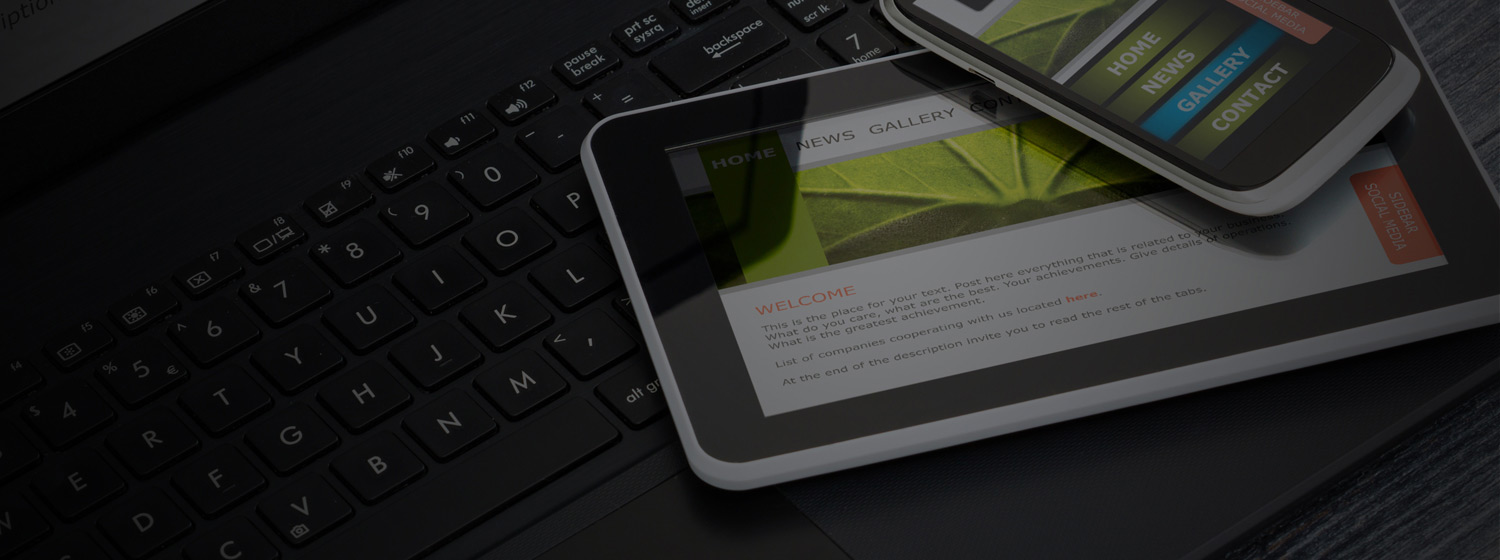 prt sc
sysrq
insert
num
scr lk
backspace
pause
break
7
home
f12
+ =
f11
- -
f10
) 0
P
f9
( 9
O
f8
* 8
I
L
f7
& 7
U
K
< ,
f6
^ 6
Y
J
M
alt gr
f5
% 5 €
T
H
N
f4
$ 4
R
G
B
E
F
V
D
C
HOME
NEWS
GALLERY
CONTACT
SIDEBAR
SOCIAL MEDIA
HOME NEWS GALLERY
SIDEBAR
SOCIAL MEDIA
WELCOME
This is the place for your text. Post here everything that is related to your business.
What do you care, what are the best. Your achievements. Give details of operations.
What is the greatest achievement.
List of companies cooperating with us located here.
At the end of the description invite you to read the rest of the tabs.